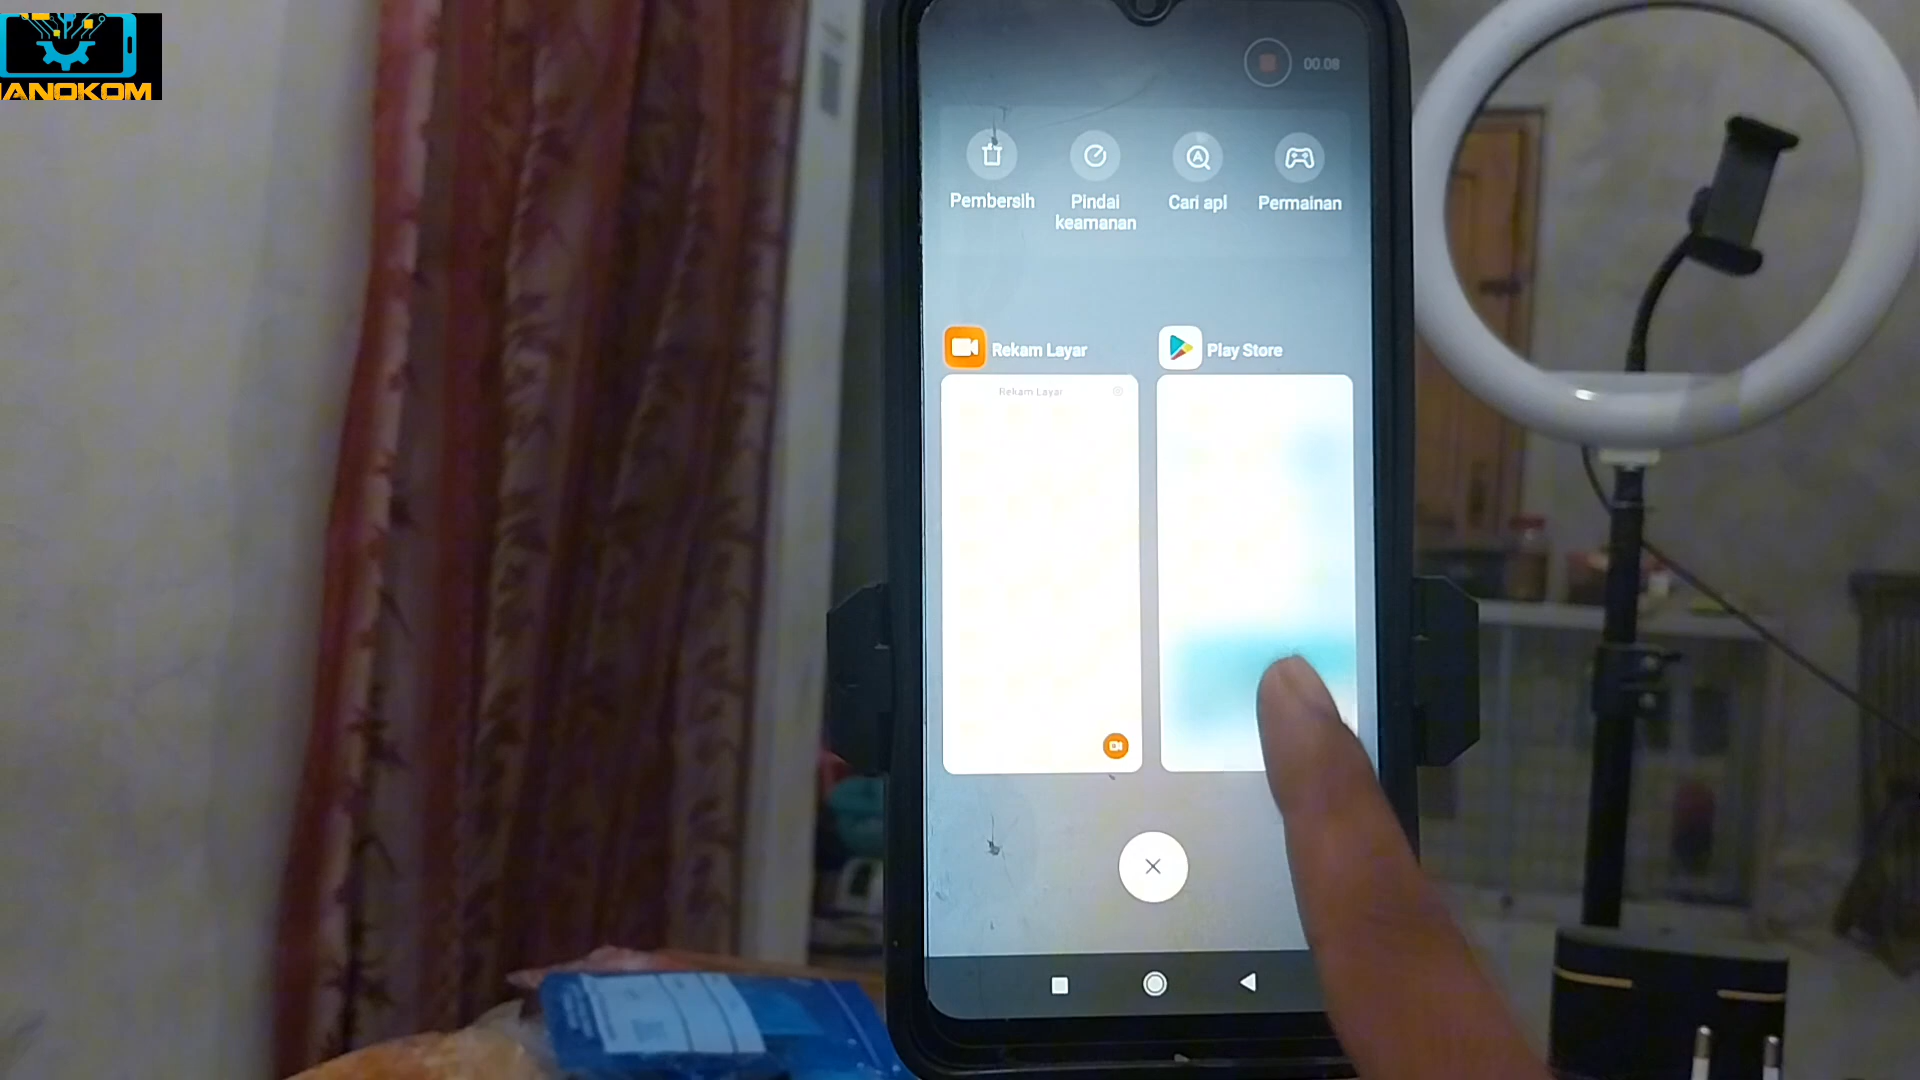 ANOKOM
00.08
Pembersih
Pindai
keamanan
Cari apl
Permainan
Rekam Layar
Play Store
Rekam Layar